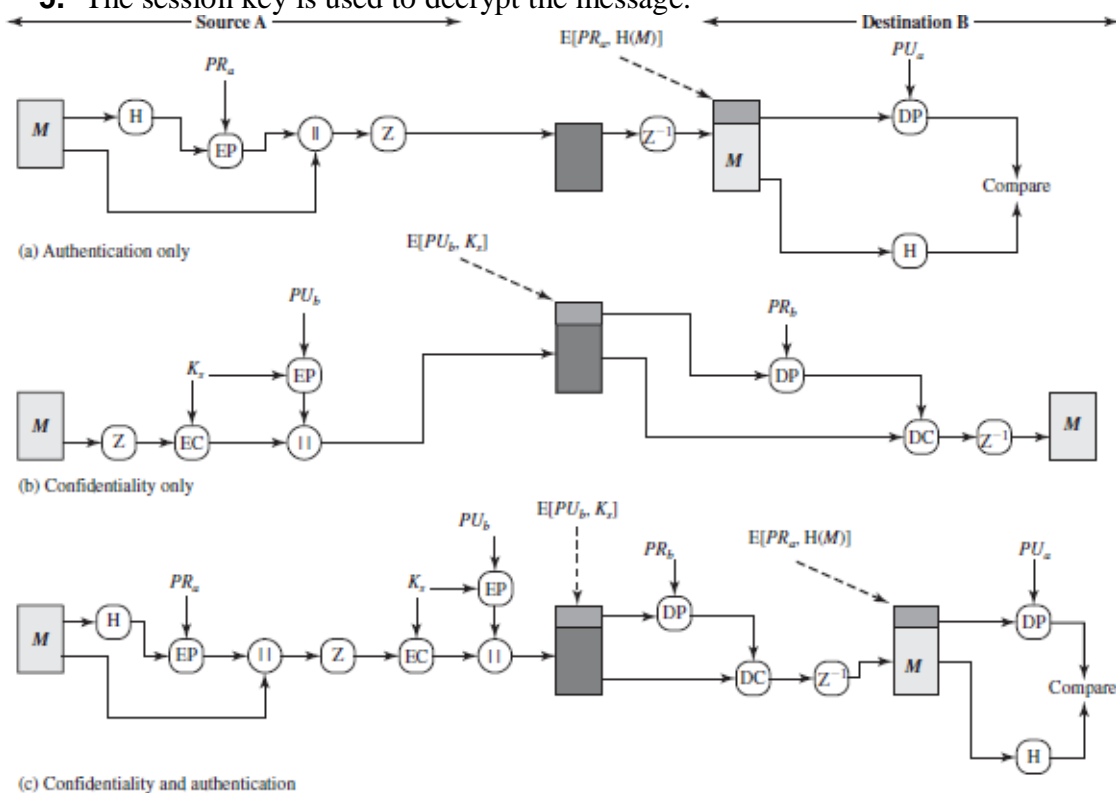 5. The session key is used to decrypt the message.
Source A
Destination B
E[PRa, H(M)]
PUa
PRa
M
H
EP
||
Z
Z−1
M
DP
Compare
H
(a) Authentication only
E[PUb, Ks]
PUb
PRb
Ks
EP
DP
M
Z
EC
||
DC
Z−1
M
(b) Confidentiality only
PUb
E[PUb, Ks]
PRb
E[PRa, H(M)]
PUa
PRa
Ks
EP
M
H
EP
||
Z
EC
||
DP
DC
Z−1
M
DP
Compare
H
(c) Confidentiality and authentication